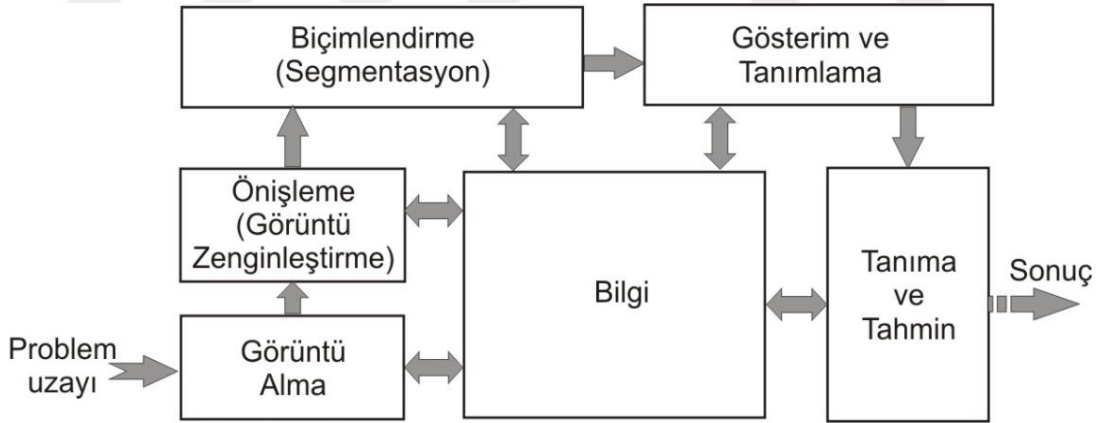 Biçimlendirme
(Segmentasyon)
Gösterim ve
Tanımlama
Önişleme
(Görüntü
Zenginleştirme)
Bilgi
Tanıma
ve
Tahmin
Sonuç
Problem
uzayı
Görüntü
Alma